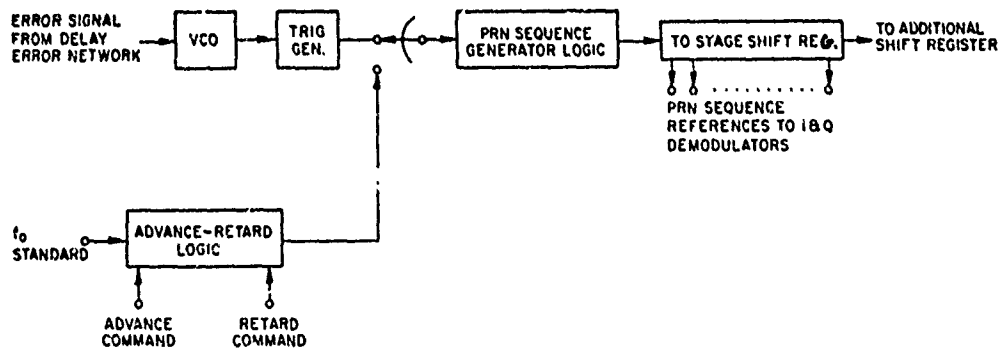 ERROR SIGNAL
FROM DELAY
ERROR NETWORK
VCO
TRIG
GEN.
PRN SEQUENCE
GENERATOR LOGIC
TO STAGE SHIFT REG.
TO ADDITIONAL
SHIFT REGISTER
PRN SEQUENCE
REFERENCES TO I&Q
DEMODULATORS
f₀
STANDARD
ADVANCE-RETARD
LOGIC
ADVANCE
COMMAND
RETARD
COMMAND